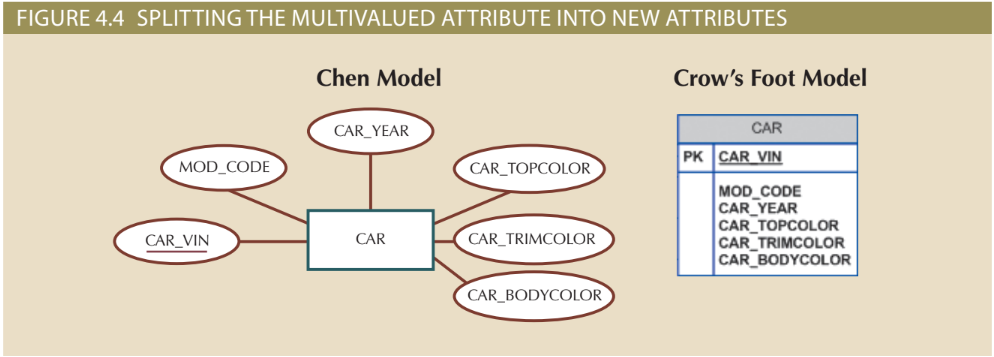 FIGURE 4.4 SPLITTING THE MULTIVALUED ATTRIBUTE INTO NEW ATTRIBUTES
Chen Model
CAR_YEAR
MOD_CODE
CAR_TOPCOLOR
CAR_VIN
CAR
CAR_TRIMCOLOR
CAR_BODYCOLOR
Crow's Foot Model
CAR
PK CAR_VIN
MOD_CODE
CAR_YEAR
CAR_TOPCOLOR
CAR_TRIMCOLOR
CAR_BODYCOLOR